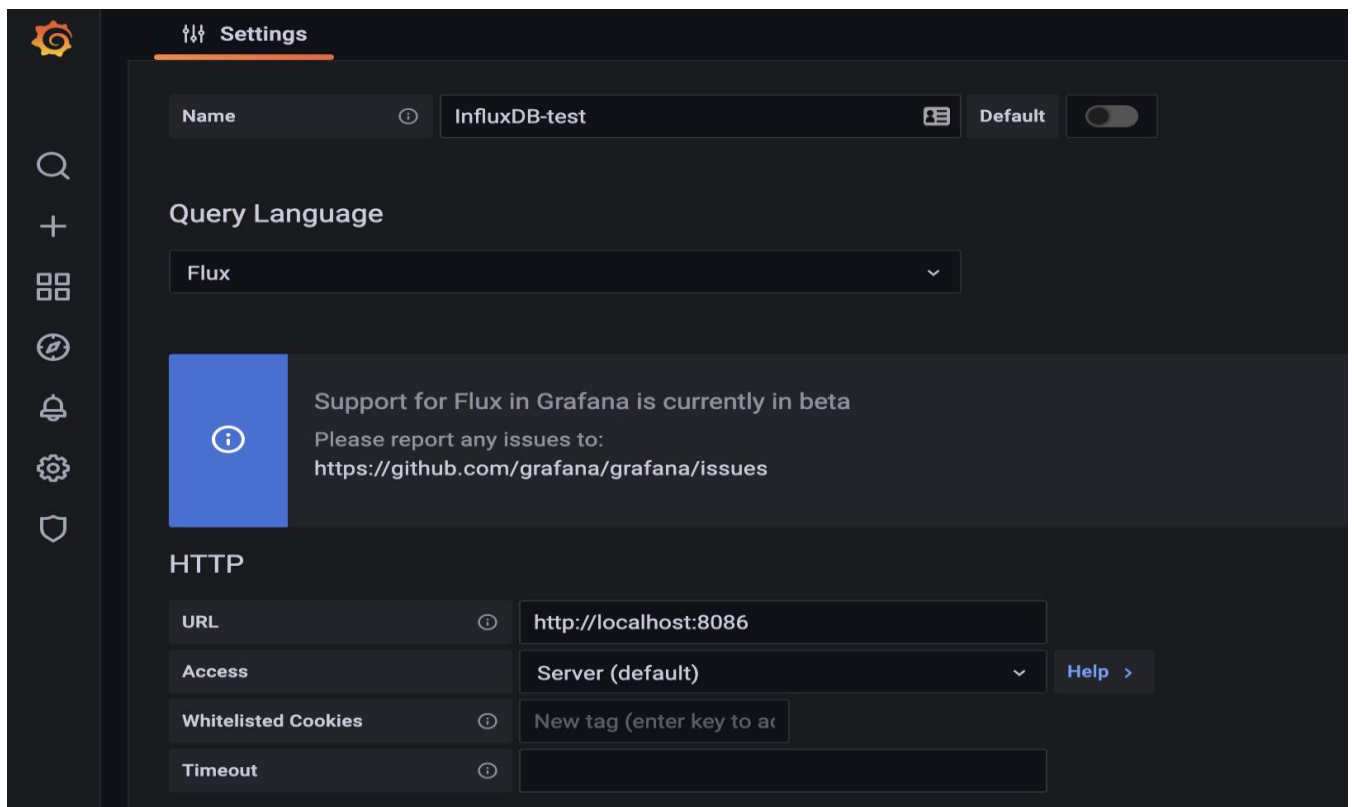 Settings
Name InfluxDB-test Default
Query Language
Flux
Support for Flux in Grafana is currently in beta
Please report any issues to:
https://github.com/grafana/grafana/issues
HTTP
URL http://localhost:8086
Access Server (default) Help >
Whitelisted Cookies New tag (enter key to ac
Timeout